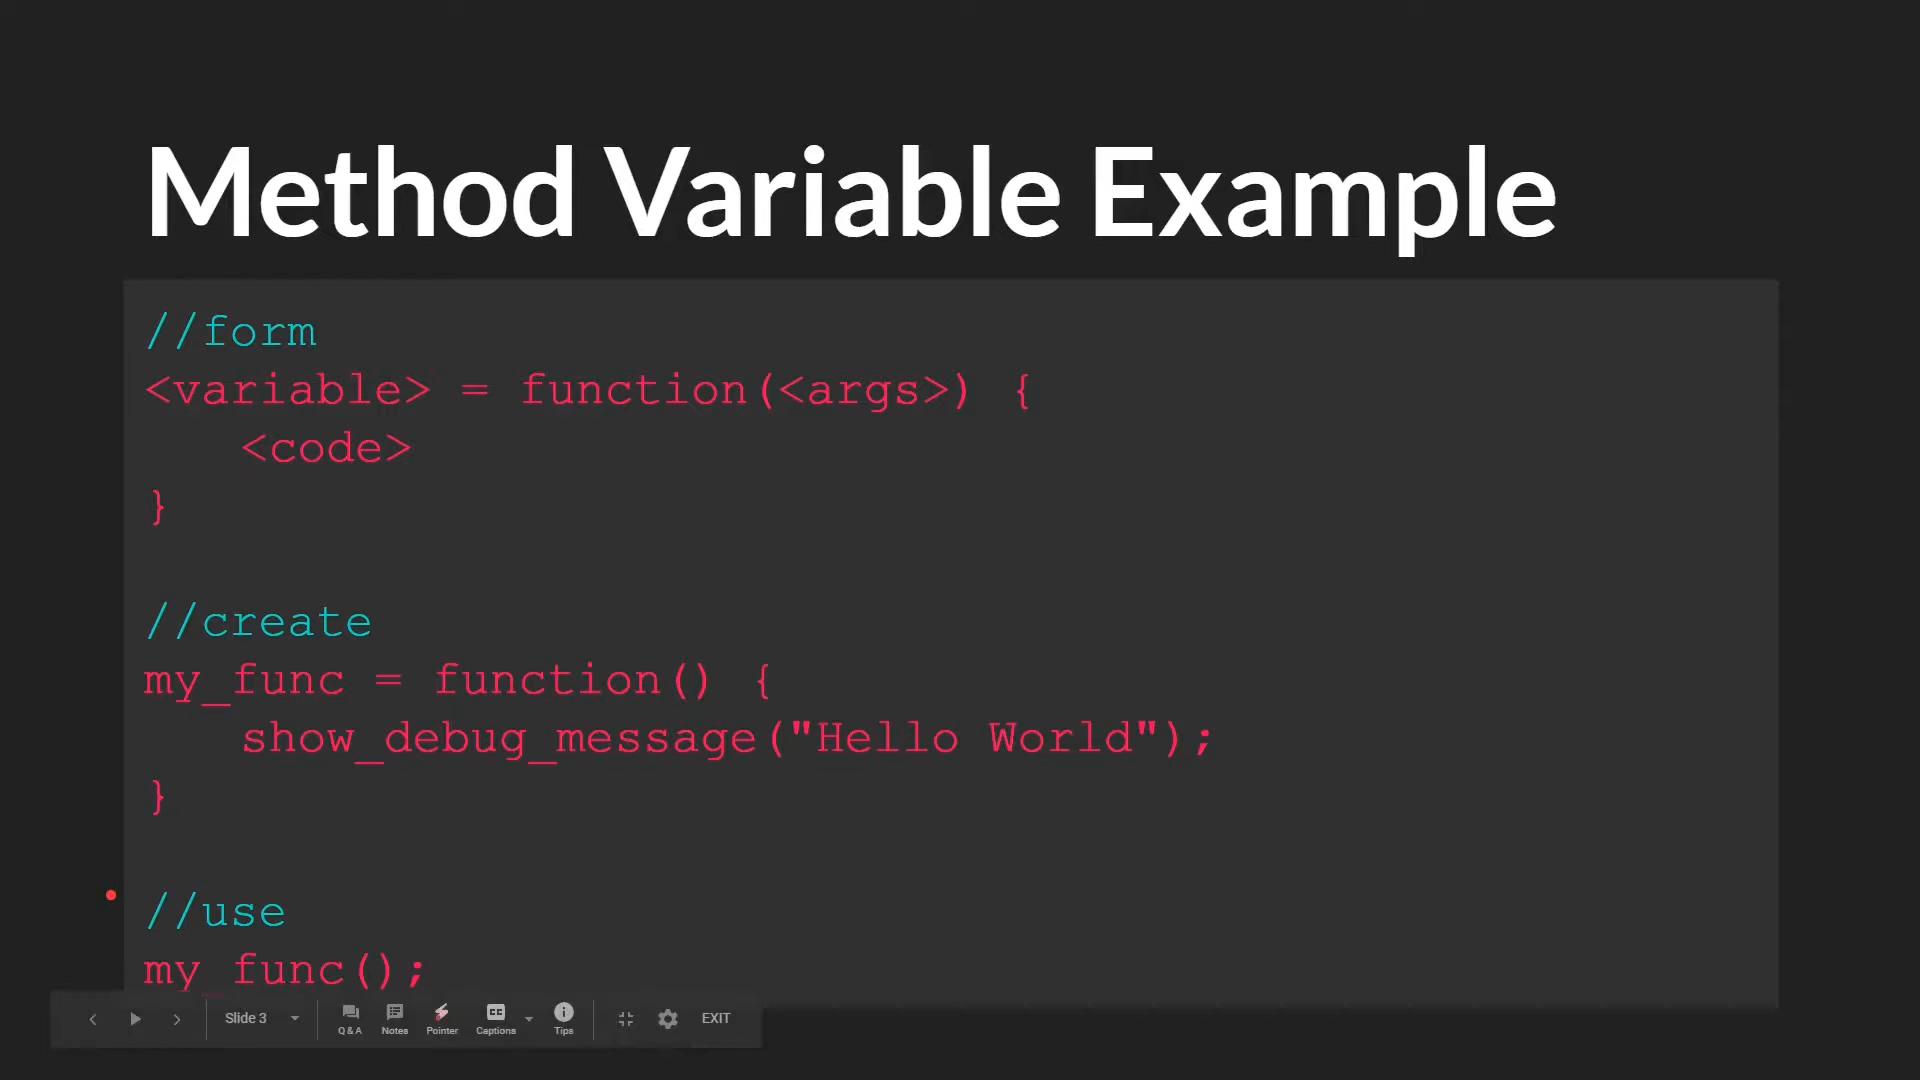 Method Variable Example
//form
<variable> = function(<args>) {
<code>
}
//create
my_func = function() {
show_debug_message("Hello World");
}
//use
my_func();
Slide 3
Q&A Notes Pointer Captions Tips
EXIT